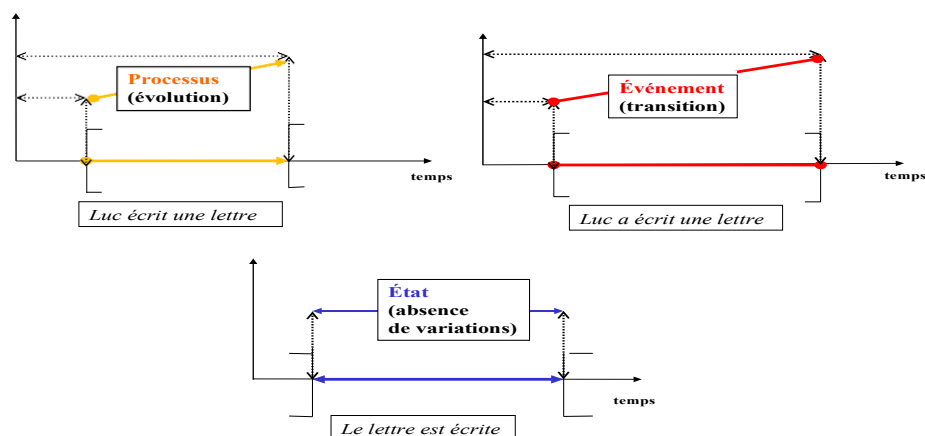 Processus
(évolution)
temps
Luc écrit une lettre
Événement
(transition)
temps
Luc a écrit une lettre
État
(absence
de variations)
temps
Le lettre est écrite